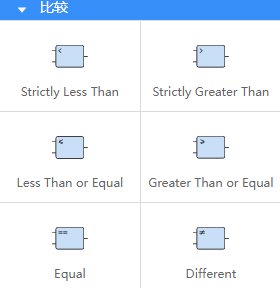 比较
< >
Strictly Less Than Strictly Greater Than
≤ ≥
Less Than or Equal Greater Than or Equal
== ≠
Equal Different